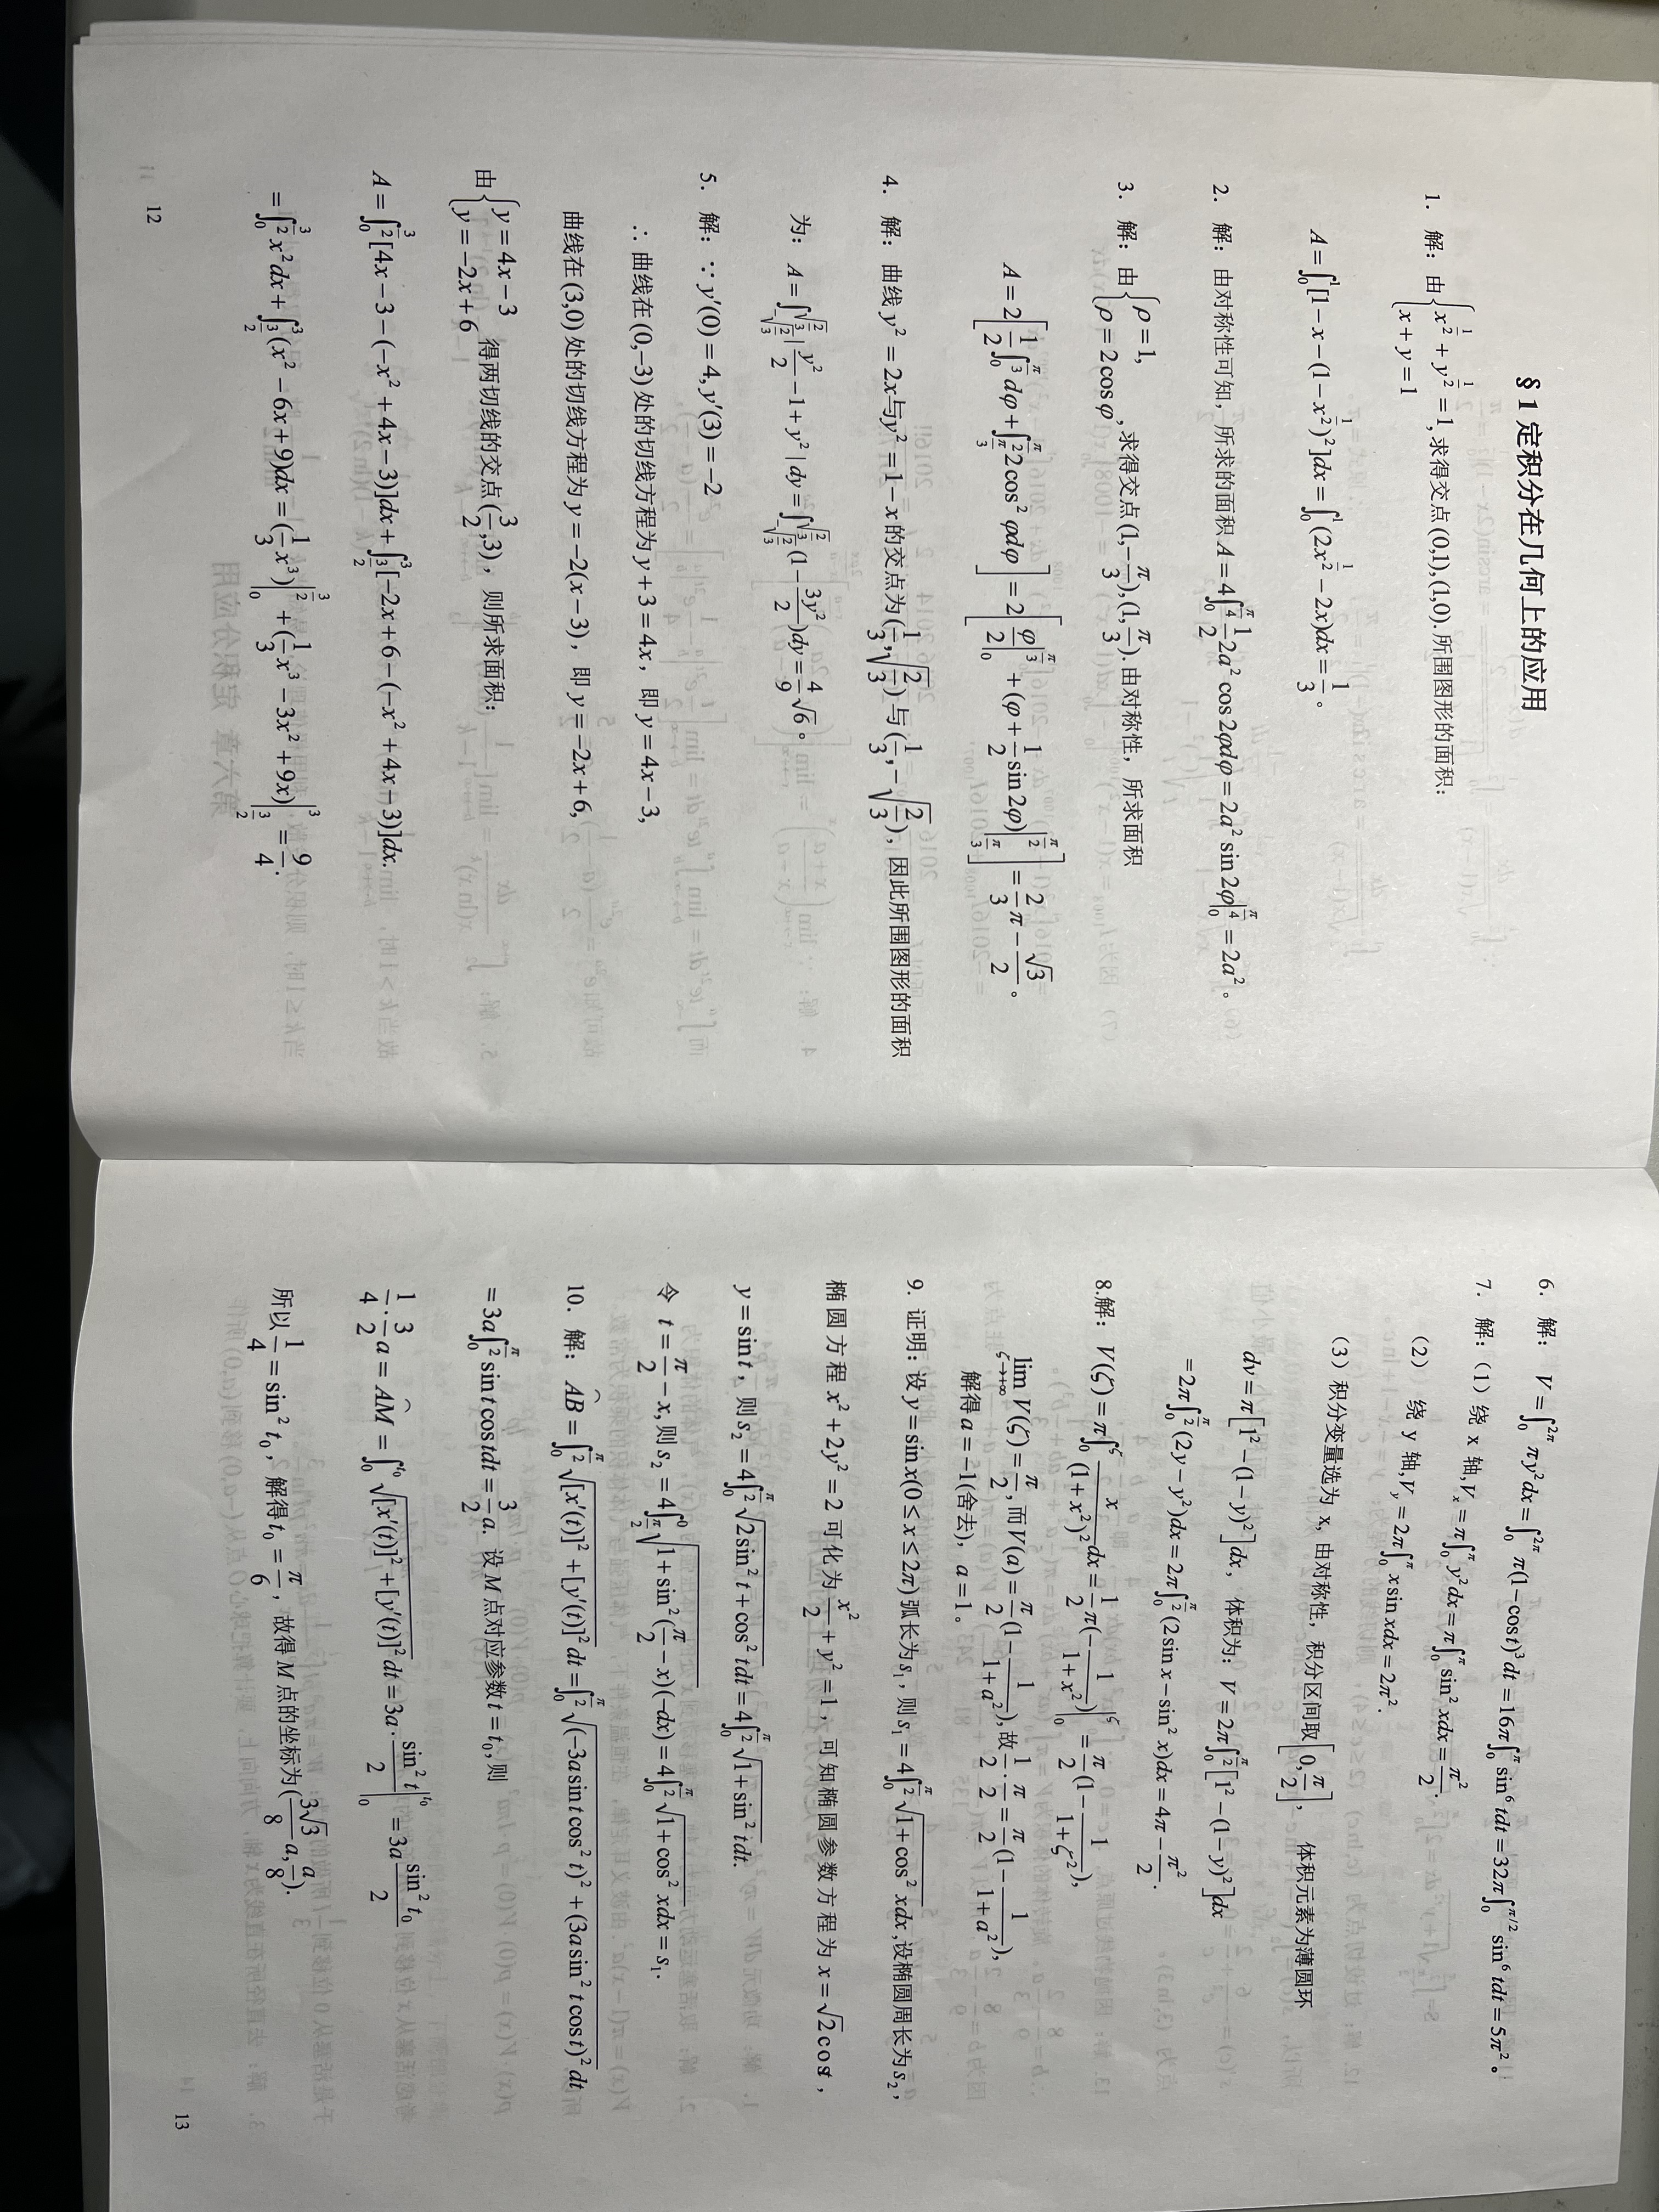 §1 定积分在几何上的应用
1. 解：由 $\begin{cases} x^{\frac{1}{2}}+y^{\frac{1}{2}}=1 \\ x+y=1 \end{cases}$, 求得交点 (0,1),(1,0). 所围图形的面积：
$A=\int_0^1[1-x-(1-x^{\frac{1}{2}})^2]dx=\int_0^1(2x^{\frac{1}{2}}-2x)dx=\frac{1}{3}$。
2. 解：由对称性可知，所求的面积 $A=4\int_0^{\frac{\pi}{4}}\frac{1}{2}2a^2\cos2\varphi d\varphi=2a^2\sin2\varphi\Big|_0^{\frac{\pi}{4}}=2a^2$。
3. 解：由 $\begin{cases} \rho=1, \\ \rho=2\cos\varphi \end{cases}$, 求得交点 $(1,-\frac{\pi}{3}),(1,\frac{\pi}{3})$. 由对称性，所求面积
$A=2\left[\frac{1}{2}\int_0^{\frac{\pi}{3}}d\varphi+\int_{\frac{\pi}{3}}^{\frac{\pi}{2}}2\cos^2\varphi d\varphi\right]=2\left[\frac{\varphi}{2}\Big|_0^{\frac{\pi}{3}}+(\varphi+\frac{1}{2}\sin2\varphi)\Big|_{\frac{\pi}{3}}^{\frac{\pi}{2}}\right]=\frac{2}{3}\pi-\frac{\sqrt{3}}{2}$。
4. 解：曲线 $y^2=2x$与$y^2=1-x$ 的交点为 $(\frac{1}{3},\sqrt{\frac{2}{3}})$ 与 $(\frac{1}{3},-\sqrt{\frac{2}{3}})$，因此所围图形的面积
为：$A=\int_{-\sqrt{\frac{2}{3}}}^{\sqrt{\frac{2}{3}}}|\frac{y^2}{2}-1+y^2|dy=\int_{-\sqrt{\frac{2}{3}}}^{\sqrt{\frac{2}{3}}}(1-\frac{3y^2}{2})dy=\frac{4}{9}\sqrt{6}$。
5. 解：$\because y'(0)=4,y'(3)=-2$
∴ 曲线在 (0,−3) 处的切线方程为 $y+3=4x$，即 $y=4x-3$,
曲线在 (3,0) 处的切线方程为 $y=-2(x-3)$，即 $y=-2x+6$,
由 $\begin{cases} y=4x-3 \\ y=-2x+6 \end{cases}$ 得两切线的交点 $(\frac{3}{2},3)$，则所求面积：
$A=\int_0^{\frac{3}{2}}[4x-3-(-x^2+4x-3)]dx+\int_{\frac{3}{2}}^3[-2x+6-(-x^2+4x-3)]dx.$
$=\int_0^{\frac{3}{2}}x^2dx+\int_{\frac{3}{2}}^3(x^2-6x+9)dx=(\frac{1}{3}x^3)\Big|_0^{\frac{3}{2}}+(\frac{1}{3}x^3-3x^2+9x)\Big|_{\frac{3}{2}}^3=\frac{9}{4}.$
12
6. 解：$V=\int_0^{2\pi}\pi y^2dx=\int_0^{2\pi}\pi(1-\cos t)^3dt=16\pi\int_0^{\pi}\sin^6tdt=32\pi\int_0^{\pi/2}\sin^6tdt=5\pi^2$。
7. 解：（1）绕 x 轴,$V_x=\pi\int_0^{\pi}y^2dx=\pi\int_0^{\pi}\sin^2xdx=\frac{\pi^2}{2}.$
（2） 绕 y 轴,$V_y=2\pi\int_0^{\pi}x\sin xdx=2\pi^2.$
（3）积分变量选为 x, 由对称性，积分区间取 $\left[0,\frac{\pi}{2}\right]$， 体积元素为薄圆环
$dv=\pi\left[1^2-(1-y)^2\right]dx$， 体积为：$V=2\pi\int_0^{\frac{\pi}{2}}\left[1^2-(1-y)^2\right]dx$
$=2\pi\int_0^{\frac{\pi}{2}}(2y-y^2)dx=2\pi\int_0^{\frac{\pi}{2}}(2\sin x-\sin^2x)dx=4\pi-\frac{\pi^2}{2}.$
8.解：$V(\zeta)=\pi\int_0^{\zeta}\frac{x}{(1+x^2)^2}dx=\frac{1}{2}\pi(-\frac{1}{1+x^2})\Big|_0^{\zeta}=\frac{\pi}{2}(1-\frac{1}{1+\zeta^2}),$
$\lim_{\zeta\to+\infty}V(\zeta)=\frac{\pi}{2}$, 而$V(a)=\frac{\pi}{2}(1-\frac{1}{1+a^2})$, 故 $\frac{1}{2}\cdot\frac{\pi}{2}=\frac{\pi}{2}(1-\frac{1}{1+a^2}),$
解得 $a=-1$(舍去)，$a=1$。
9. 证明：设 $y=\sin x(0\le x\le2\pi)$ 弧长为$s_1$，则 $s_1=4\int_0^{\frac{\pi}{2}}\sqrt{1+\cos^2x}dx$,设椭圆周长为$s_2$，
椭圆方程 $x^2+2y^2=2$ 可化为 $\frac{x^2}{2}+y^2=1$，可知椭圆参数方程为 $x=\sqrt{2}\cos t$，
$y=\sin t$，则 $s_2=4\int_0^{\frac{\pi}{2}}\sqrt{2\sin^2t+\cos^2t}dt=4\int_0^{\frac{\pi}{2}}\sqrt{1+\sin^2t}dt.$
令 $t=\frac{\pi}{2}-x$,则 $s_2=4\int_{\frac{\pi}{2}}^0\sqrt{1+\sin^2(\frac{\pi}{2}-x)}(-dx)=4\int_0^{\frac{\pi}{2}}\sqrt{1+\cos^2x}dx=s_1.$
10. 解：$\overset{\frown}{AB}=\int_0^{\frac{\pi}{2}}\sqrt{[x'(t)]^2+[y'(t)]^2}dt=\int_0^{\frac{\pi}{2}}\sqrt{(-3a\sin t\cos^2t)^2+(3a\sin^2t\cos t)^2}dt$
$=3a\int_0^{\frac{\pi}{2}}\sin t\cos tdt=\frac{3}{2}a.$ 设 M 点对应参数 $t=t_0$,则
$\frac{1}{4}\cdot\frac{3}{2}a=\overset{\frown}{AM}=\int_0^{t_0}\sqrt{[x'(t)]^2+[y'(t)]^2}dt=3a\cdot\frac{\sin^2t}{2}\Big|_0^{t_0}=3a\frac{\sin^2t_0}{2}$
所以 $\frac{1}{4}=\sin^2t_0$，解得 $t_0=\frac{\pi}{6}$，故得 M 点的坐标为 $(\frac{3\sqrt{3}}{8}a,\frac{a}{8}).$
13